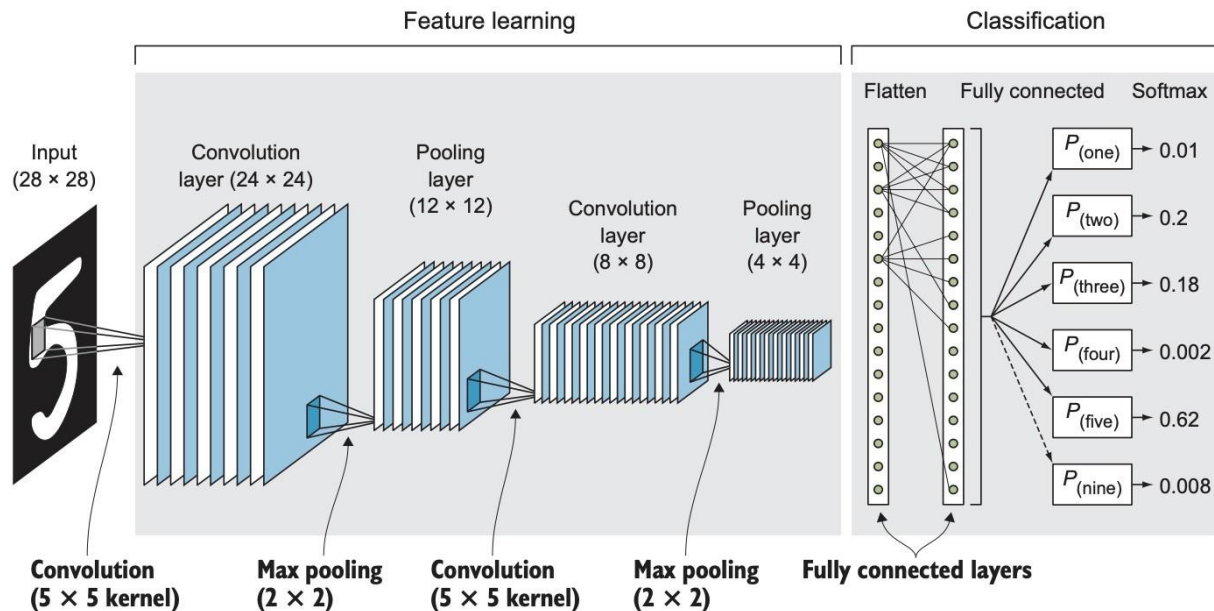 Feature learning
Classification
Input
(28 × 28)
Convolution
layer (24 × 24)
Pooling
layer
(12 × 12)
Convolution
layer
(8 × 8)
Pooling
layer
(4 × 4)
Flatten
Fully connected
Softmax
P(one)
0.01
P(two)
0.2
P(three)
0.18
P(four)
0.002
P(five)
0.62
P(nine)
0.008
Convolution
(5 × 5 kernel)
Max pooling
(2 × 2)
Convolution
(5 × 5 kernel)
Max pooling
(2 × 2)
Fully connected layers
5